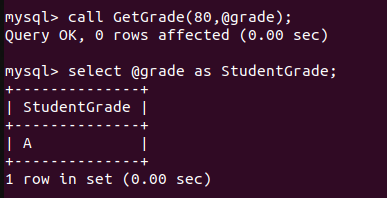 mysql> call GetGrade(80,@grade);
Query OK, 0 rows affected (0.00 sec)
mysql> select @grade as StudentGrade;
+--------------+
| StudentGrade |
+--------------+
| A            |
+--------------+
1 row in set (0.00 sec)